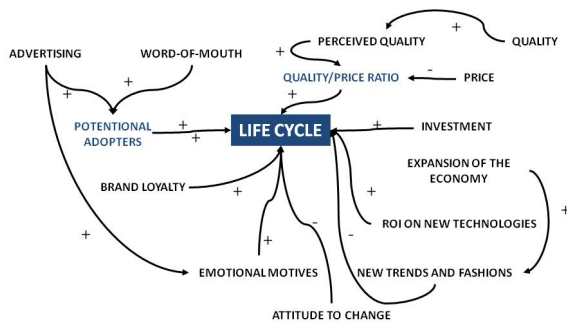 PERCEIVED QUALITY
QUALITY
ADVERTISING
WORD-OF-MOUTH
QUALITY/PRICE RATIO
PRICE
POTENTIONAL
ADOPTERS
LIFE CYCLE
INVESTMENT
EXPANSION OF THE
ECONOMY
BRAND LOYALTY
ROI ON NEW TECHNOLOGIES
EMOTIONAL MOTIVES
NEW TRENDS AND FASHIONS
ATTITUDE TO CHANGE